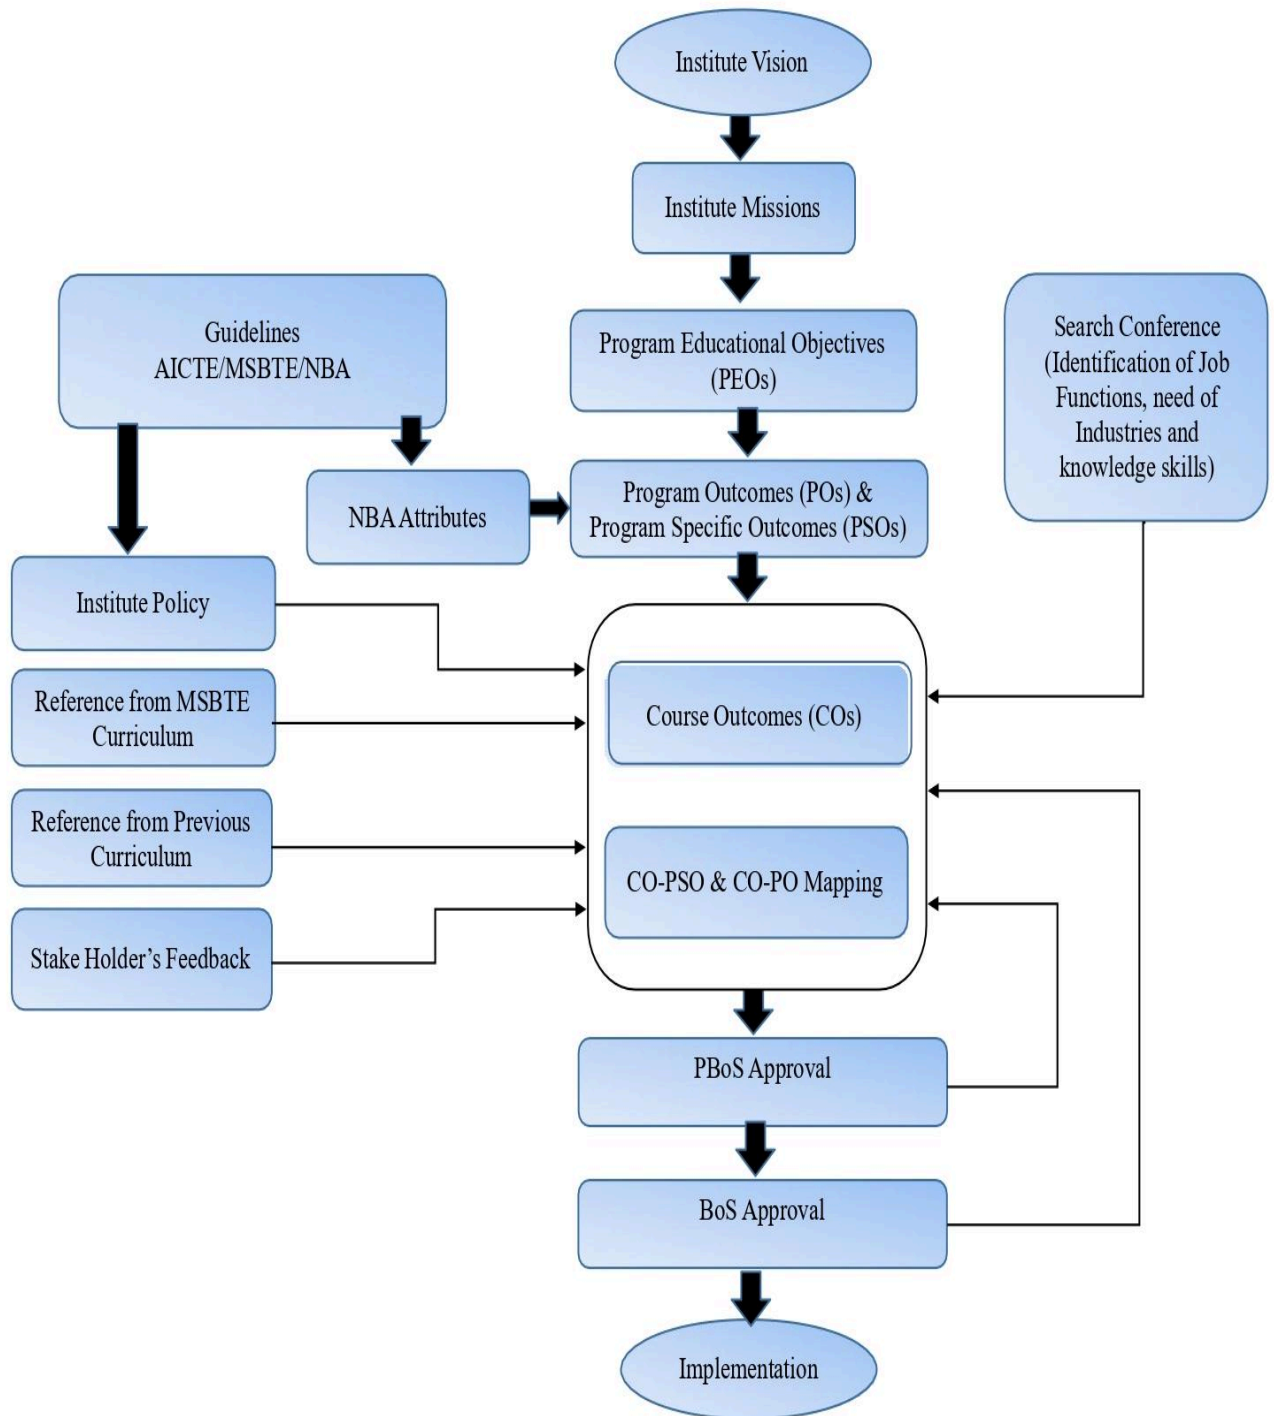 Institute Vision
Institute Missions
Guidelines
AICTE/MSBTE/NBA
Program Educational Objectives
(PEOs)
Search Conference
(Identification of Job
Functions, need of
Industries and
knowledge skills)
NBA Attributes
Program Outcomes (POs) &
Program Specific Outcomes (PSOs)
Institute Policy
Reference from MSBTE
Curriculum
Reference from Previous
Curriculum
Stake Holder’s Feedback
Course Outcomes (COs)
CO-PSO & CO-PO Mapping
PBoS Approval
BoS Approval
Implementation